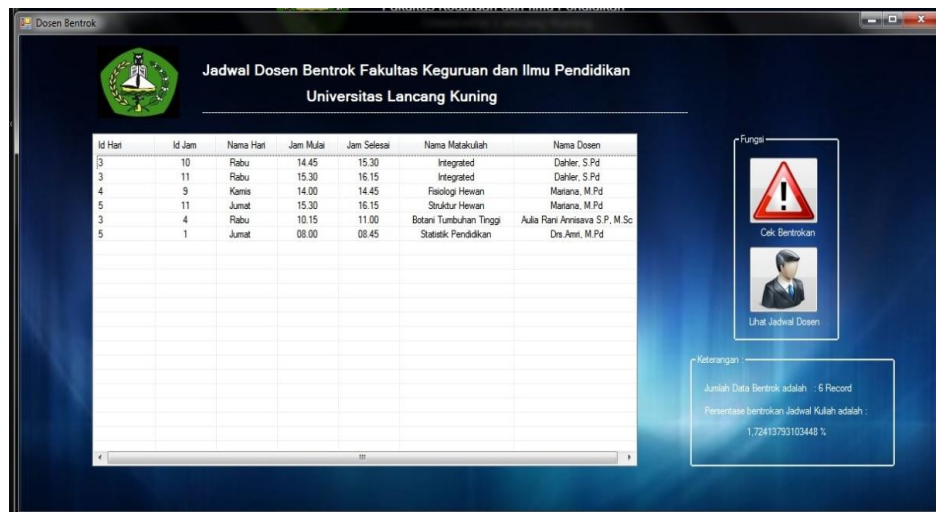 Dosen Bentrok
Jadwal Dosen Bentrok Fakultas Keguruan dan Ilmu Pendidikan
Universitas Lancang Kuning
Id Hari Id Jam Nama Hari Jam Mulai Jam Selesai Nama Matakuliah Nama Dosen
3 10 Rabu 14.45 15.30 Integrated Dahler, S.Pd
3 11 Rabu 15.30 16.15 Integrated Dahler, S.Pd
4 9 Kamis 14.00 14.45 Fisiologi Hewan Mariana, M.Pd
5 11 Jumat 15.30 16.15 Struktur Hewan Mariana, M.Pd
3 4 Rabu 10.15 11.00 Botani Tumbuhan Tinggi Aulia Rani Annisava S.P, M.Sc
5 1 Jumat 08.00 08.45 Statistik Pendidikan Drs.Amri, M.Pd
Fungsi
Cek Bentrokan
Lihat Jadwal Dosen
Keterangan :
Jumlah Data Bentrok adalah : 6 Record
Persentase bentrokan Jadwal Kuliah adalah :
1,72413793103448 %